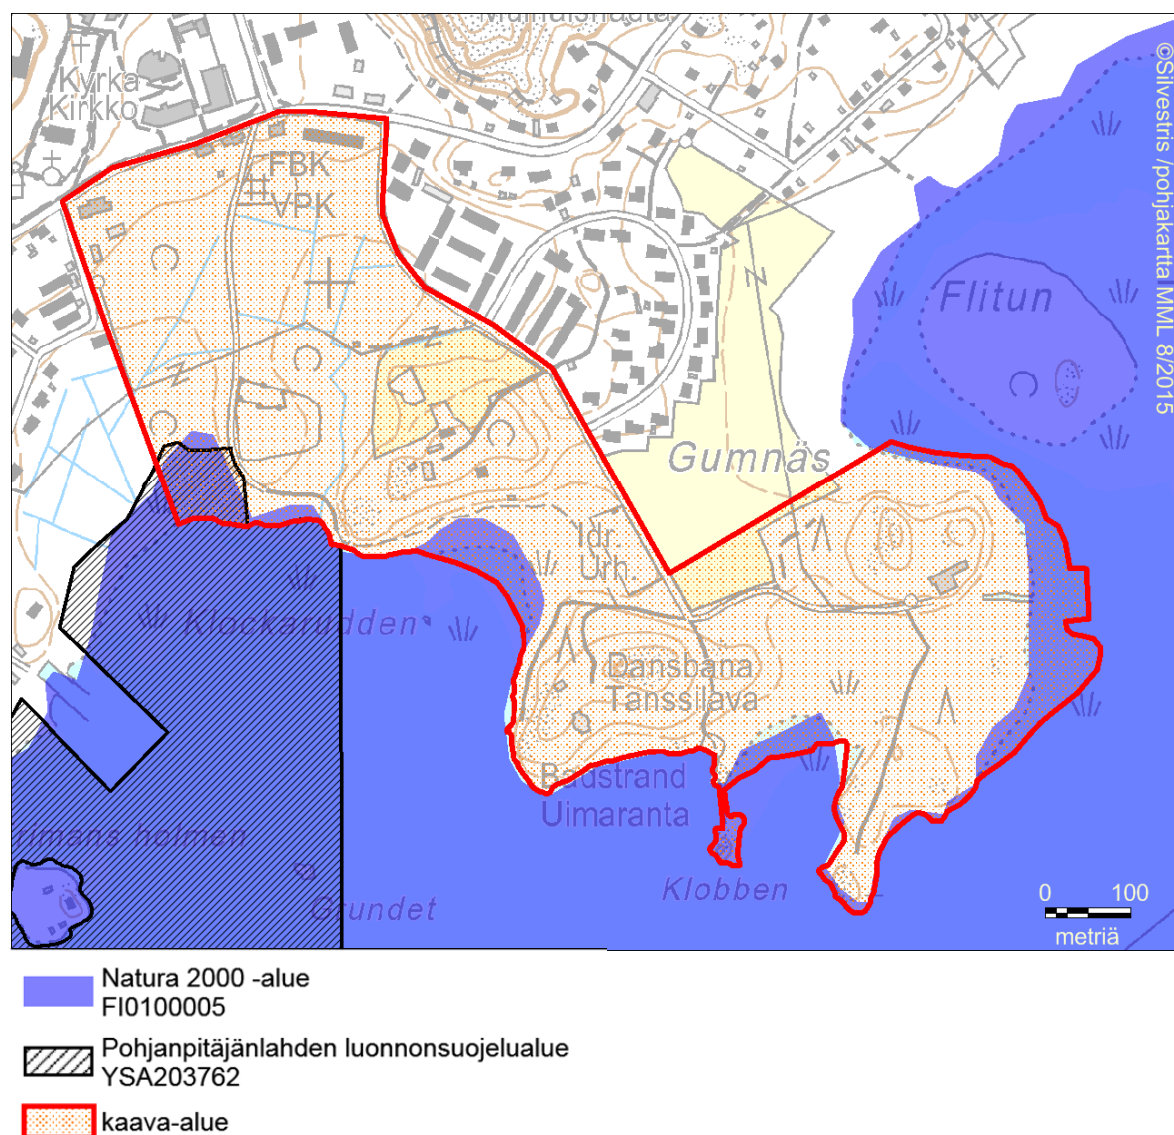 Kyrka
Kirkko
FBK
VPK
Flitun
Gumnäs
Idr.
Urh.
Klockarudden
Dansbana
Tanssilava
Badstrand
Uimaranta
Klobben
Grundet
0 100
metriä
©Silvestris /pohjakartta MML 8/2015
Natura 2000 -alue
FI0100005
Pohjanpitäjänlahden luonnonsuojelualue
YSA203762
kaava-alue